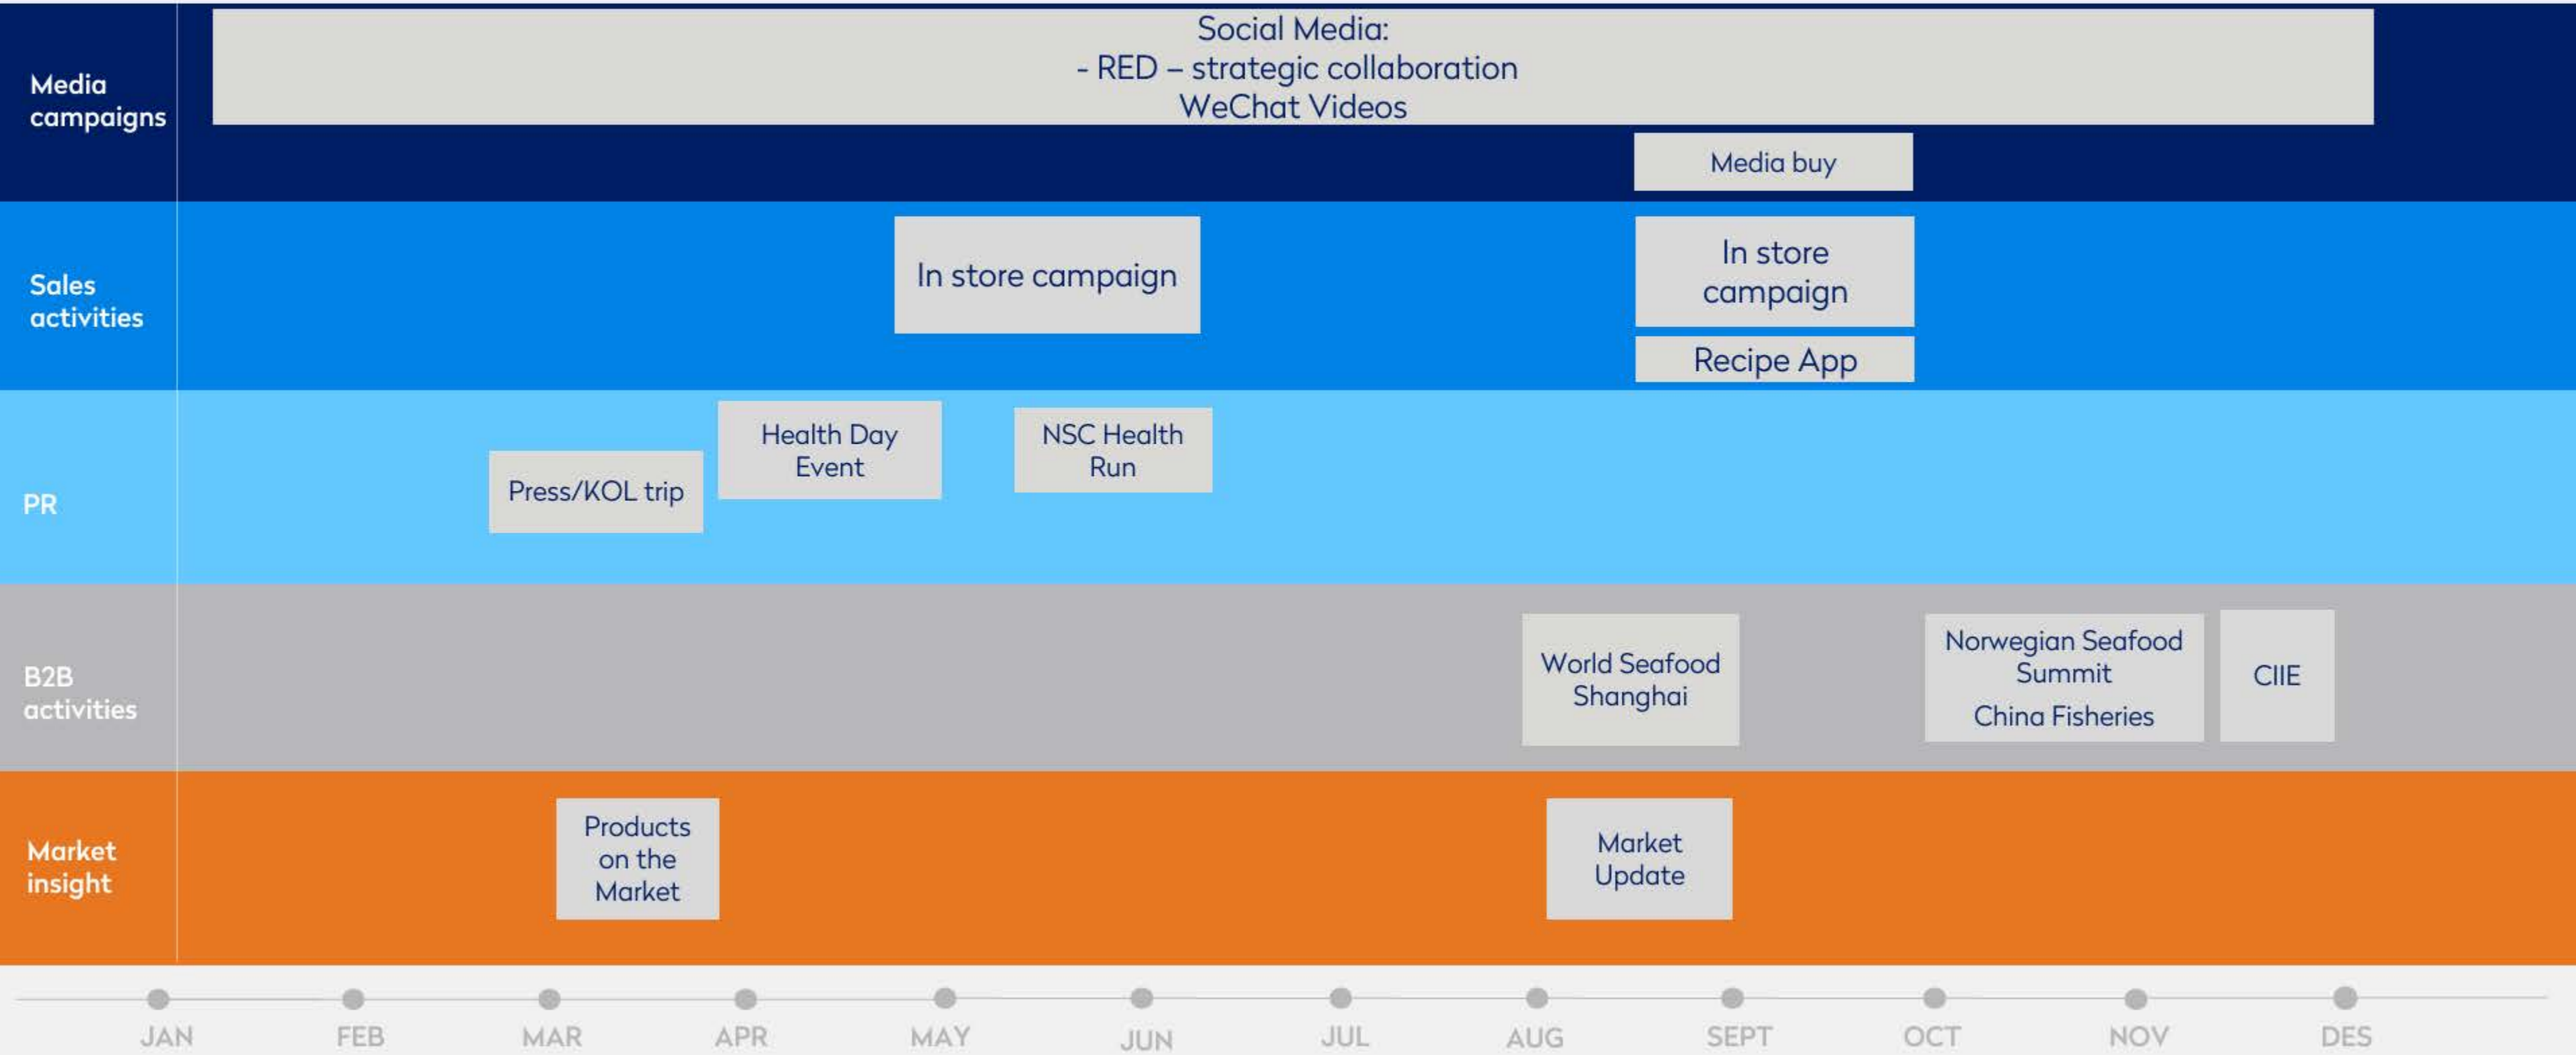 Media
campaigns
Social Media:
- RED – strategic collaboration
WeChat Videos
Media buy
Sales
activities
In store campaign
In store
campaign
Recipe App
PR
Press/KOL trip
Health Day
Event
NSC Health
Run
B2B
activities
World Seafood
Shanghai
Norwegian Seafood
Summit
China Fisheries
CIIE
Market
insight
Products
on the
Market
Market
Update
JAN FEB MAR APR MAY JUN JUL AUG SEPT OCT NOV DES